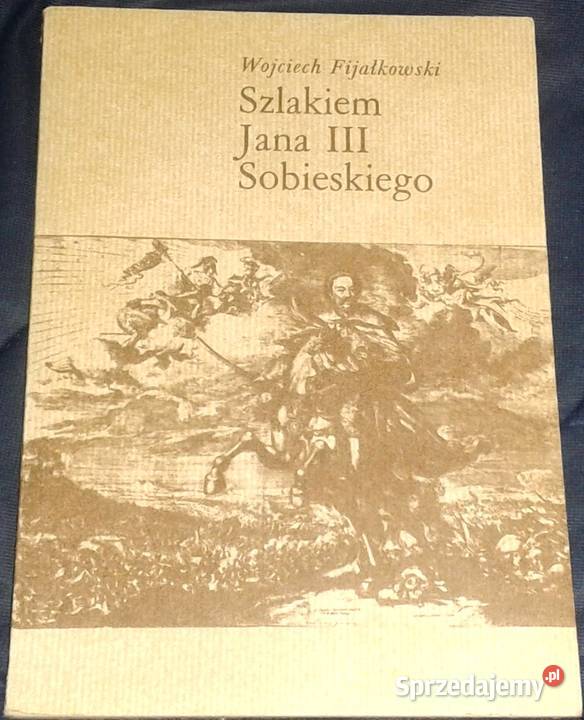 Wojciech Fijałkowski
Szlakiem
Jana III
Sobieskiego
Sprzedajemy.pl